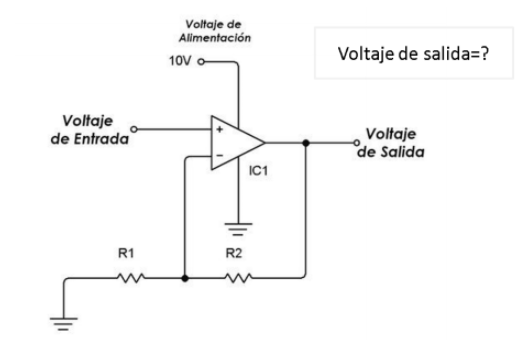 Voltaje de
Alimentación
10V
Voltaje de salida=?
Voltaje
de Entrada
+
-
IC1
Voltaje
de Salida
R1
R2